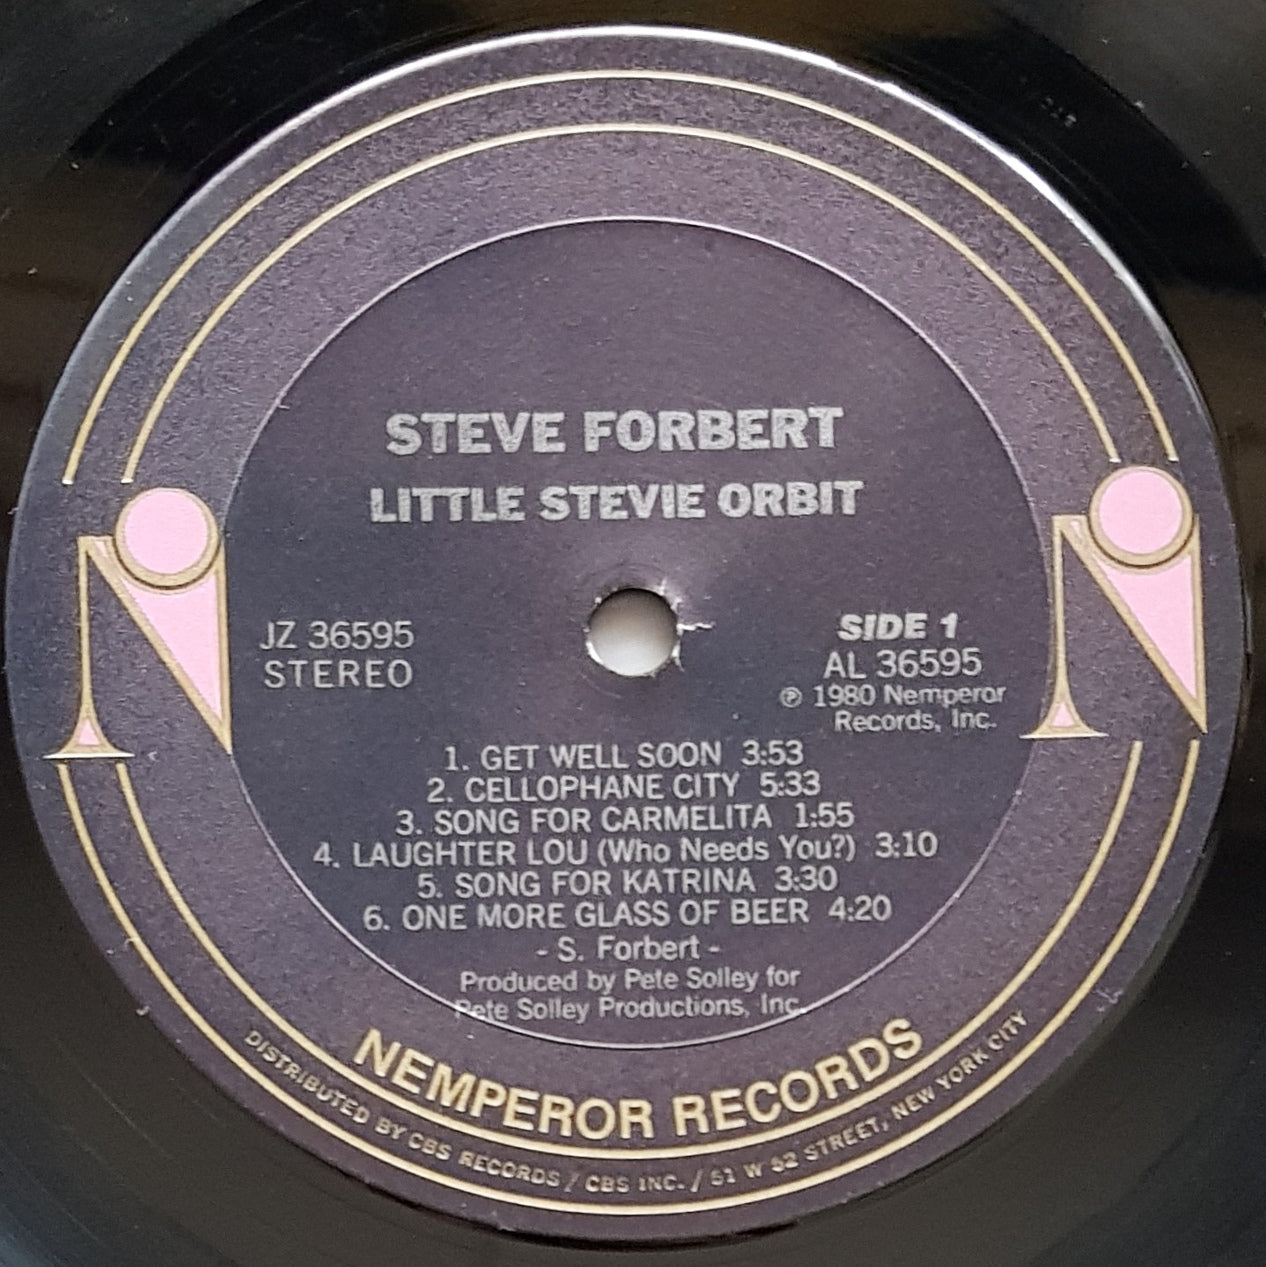 STEVE FORBERT
LITTLE STEVIE ORBIT
JZ 36595
STEREO
SIDE 1
AL 36595
℗ 1980 Nemperor
Records, Inc.
1. GET WELL SOON 3:53
2. CELLOPHANE CITY 5:33
3. SONG FOR CARMELITA 1:55
4. LAUGHTER LOU (Who Needs You?) 3:10
5. SONG FOR KATRINA 3:30
6. ONE MORE GLASS OF BEER 4:20
- S. Forbert -
Produced by Pete Solley for
Pete Solley Productions, Inc.
NEMPEROR RECORDS
DISTRIBUTED BY CBS RECORDS / CBS INC. / 51 W 52 STREET, NEW YORK CITY